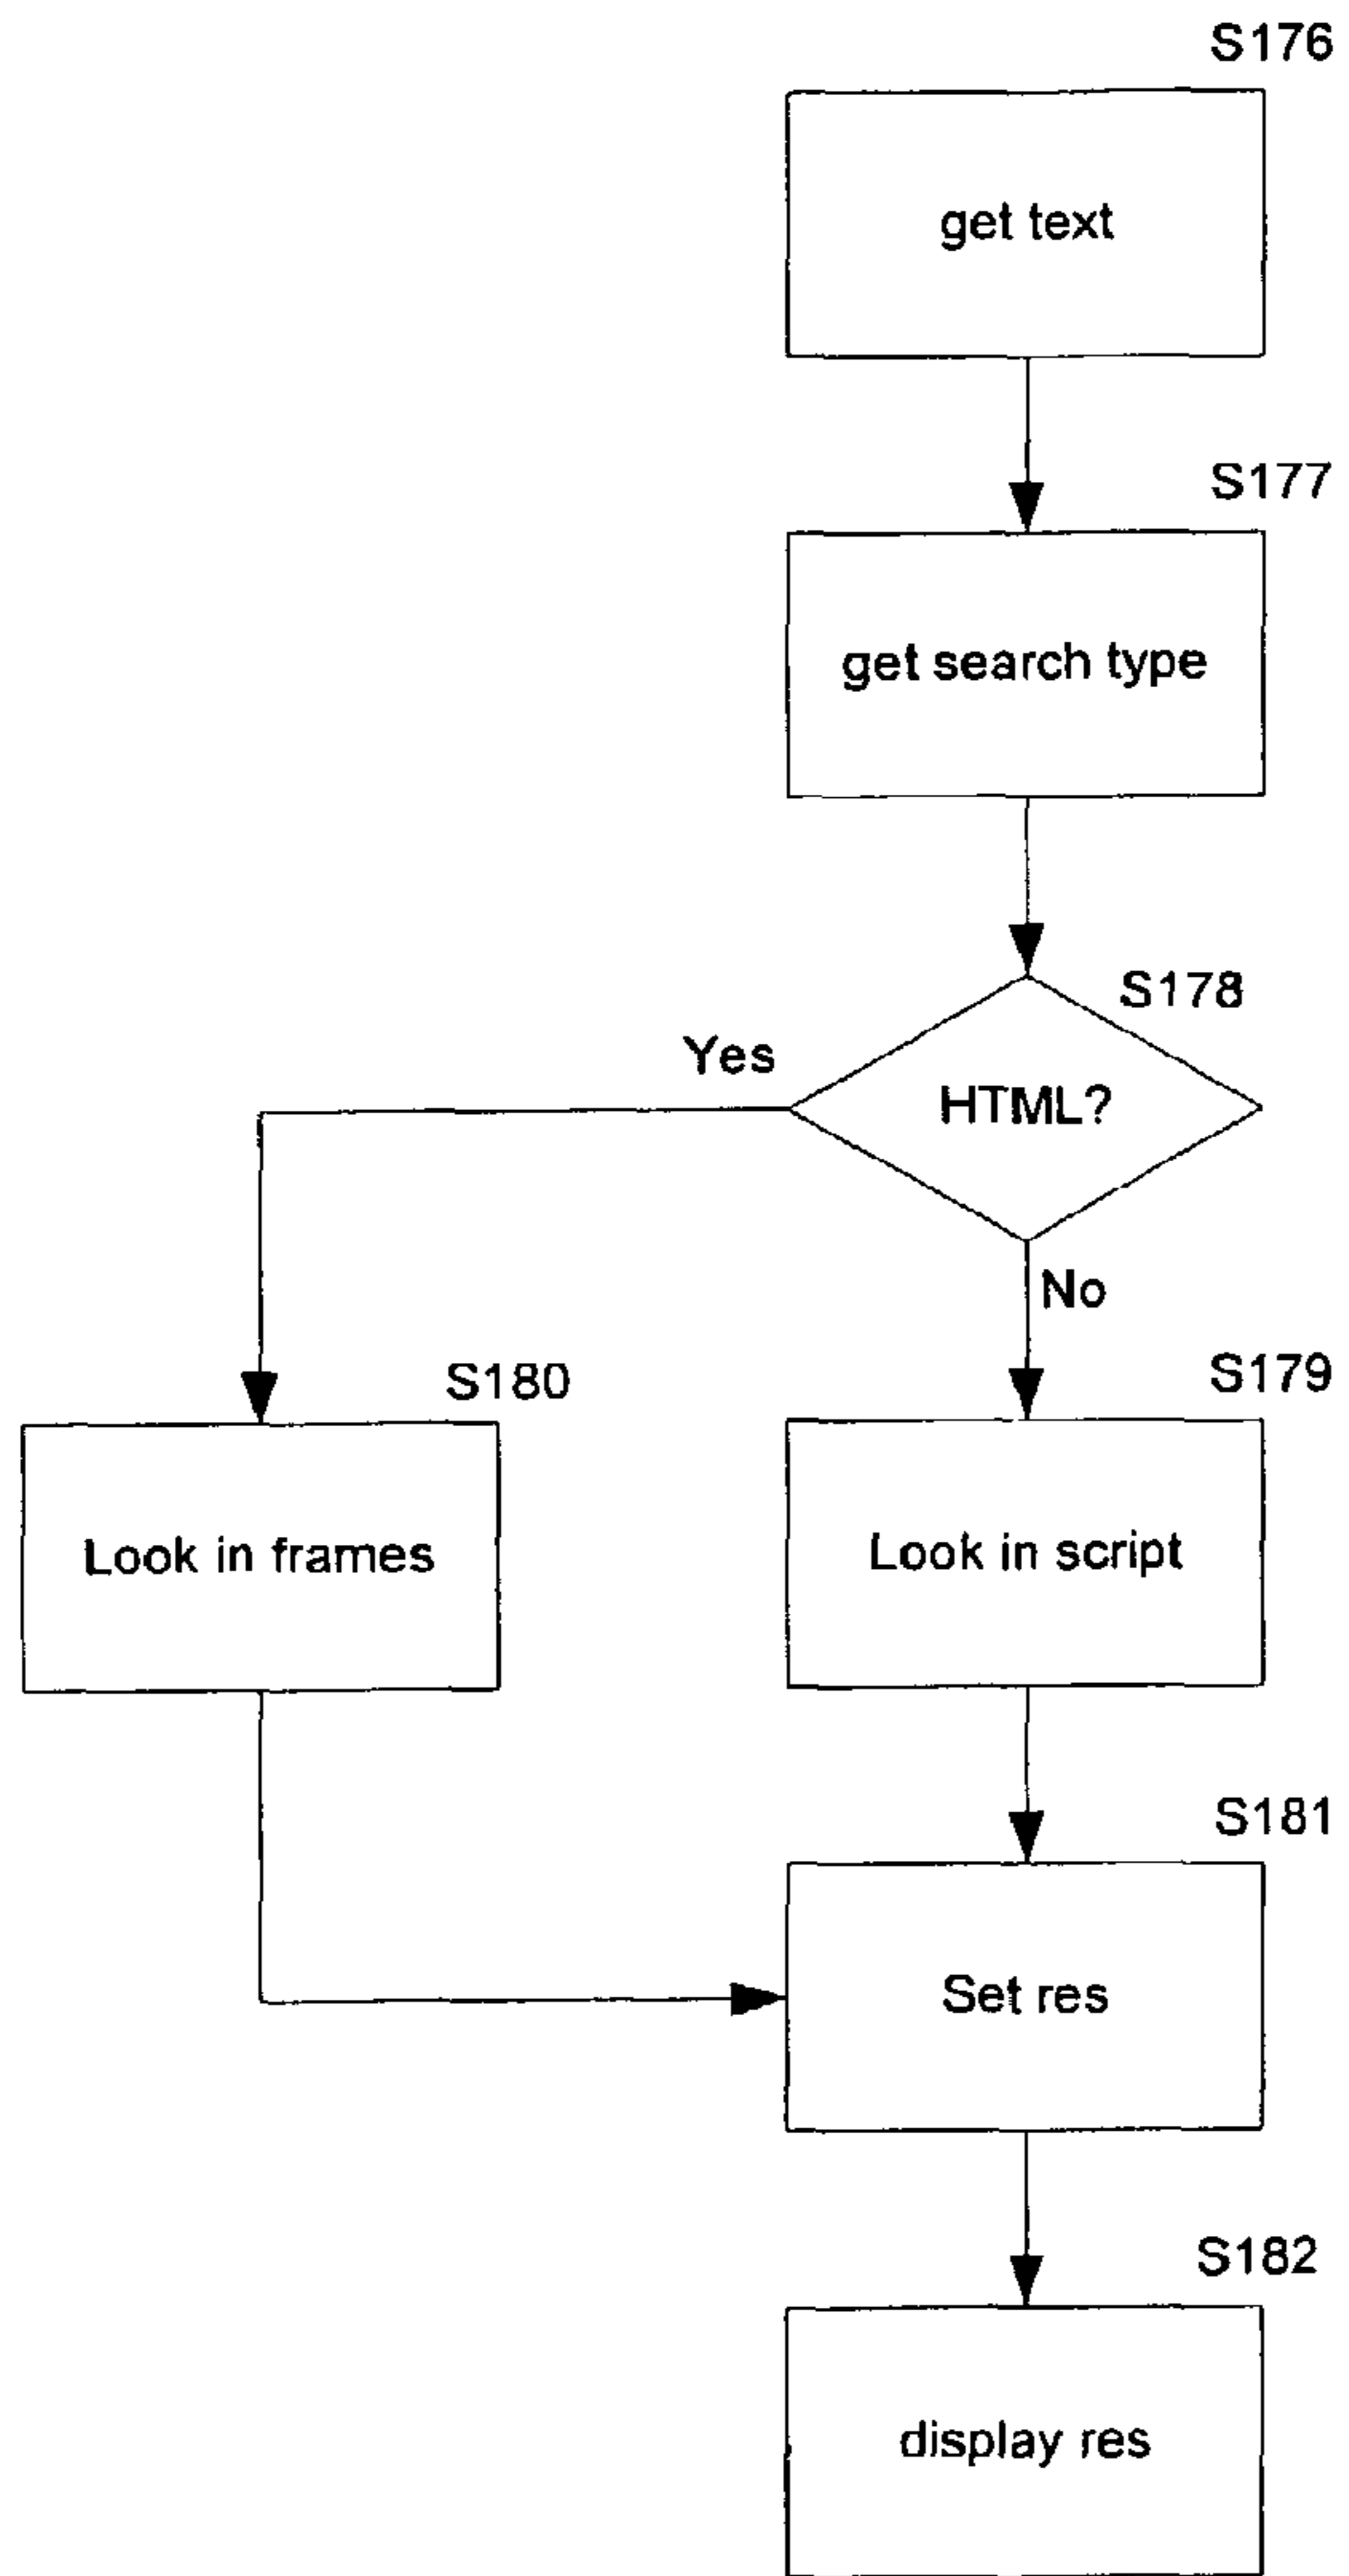 S176
get text
S177
get search type
S178
Yes
HTML?
No
S180
S179
Look in frames
Look in script
S181
Set res
S182
display res